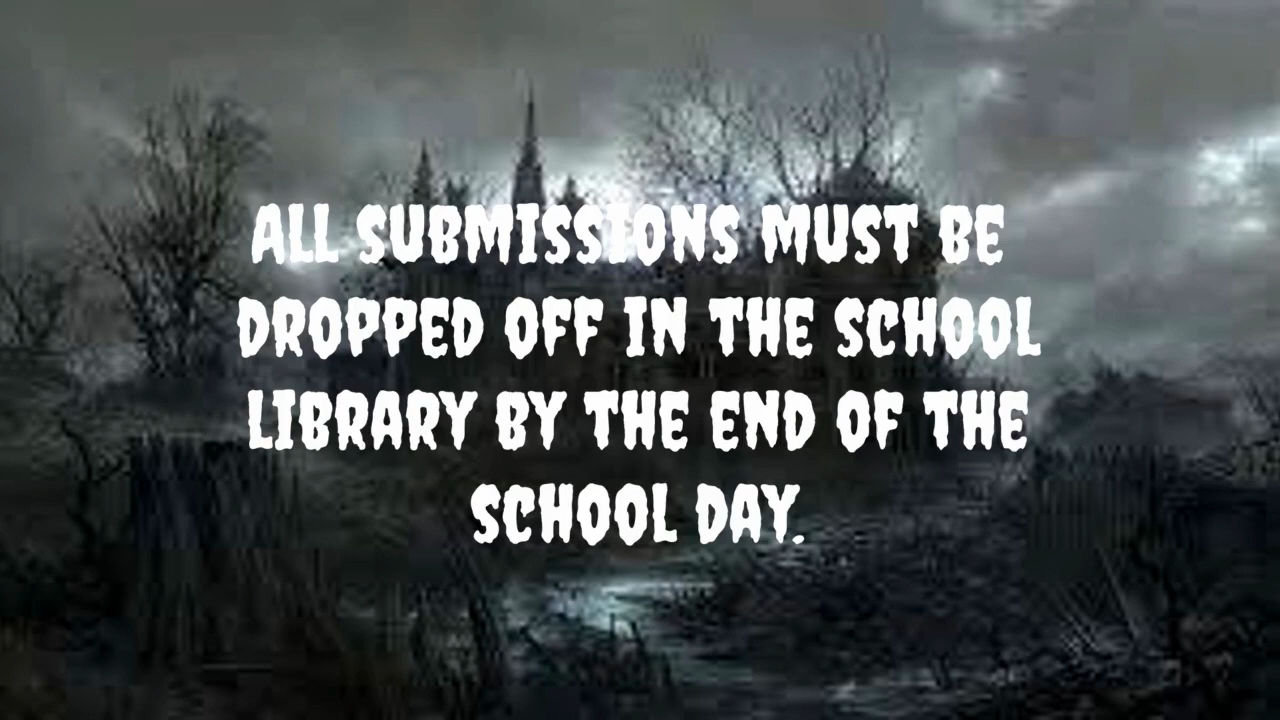 ALL SUBMISSIONS MUST BE
DROPPED OFF IN THE SCHOOL
LIBRARY BY THE END OF THE
SCHOOL DAY.